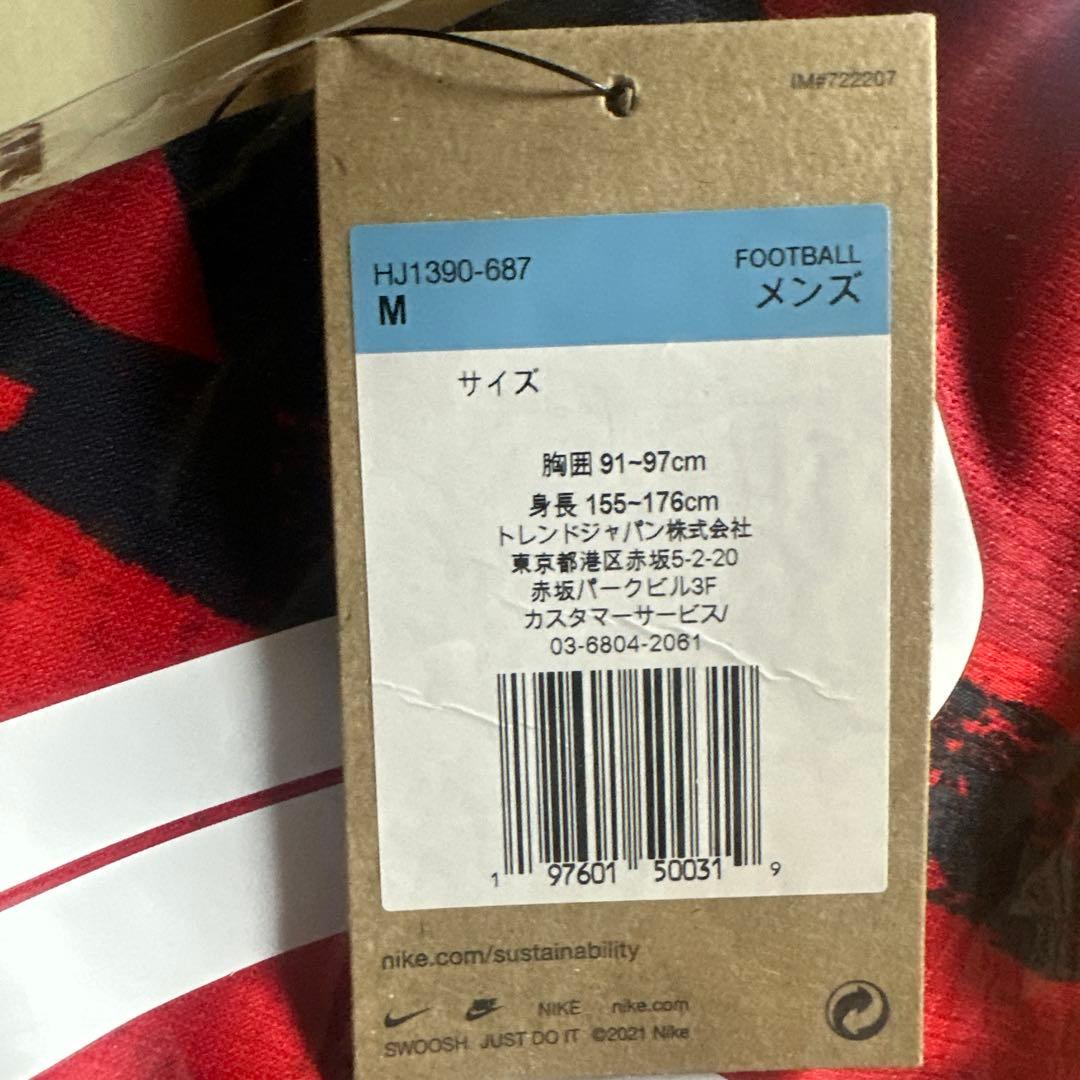 IM#722207
HJ1390-687
M
FOOTBALL
メンズ
サイズ
胸囲 91~97cm
身長 155~176cm
トレンドジャパン株式会社
東京都港区赤坂5-2-20
赤坂パークビル3F
カスタマーサービス/
03-6804-2061
1 97601 50031 9
nike.com/sustainability
NIKE nike.com
SWOOSH JUST DO IT ©2021 Nike